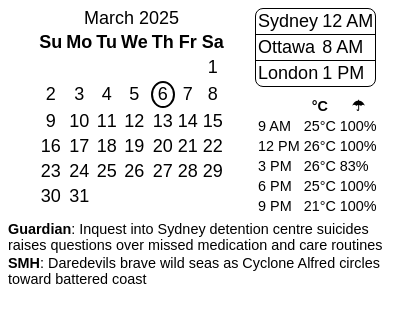 March 2025
Su Mo Tu We Th Fr Sa
1
2 3 4 5 6 7 8
9 10 11 12 13 14 15
16 17 18 19 20 21 22
23 24 25 26 27 28 29
30 31
Sydney 12 AM
Ottawa 8 AM
London 1 PM
°C ☂
9 AM 25°C 100%
12 PM 26°C 100%
3 PM 26°C 83%
6 PM 25°C 100%
9 PM 21°C 100%
Guardian: Inquest into Sydney detention centre suicides
raises questions over missed medication and care routines
SMH: Daredevils brave wild seas as Cyclone Alfred circles
toward battered coast